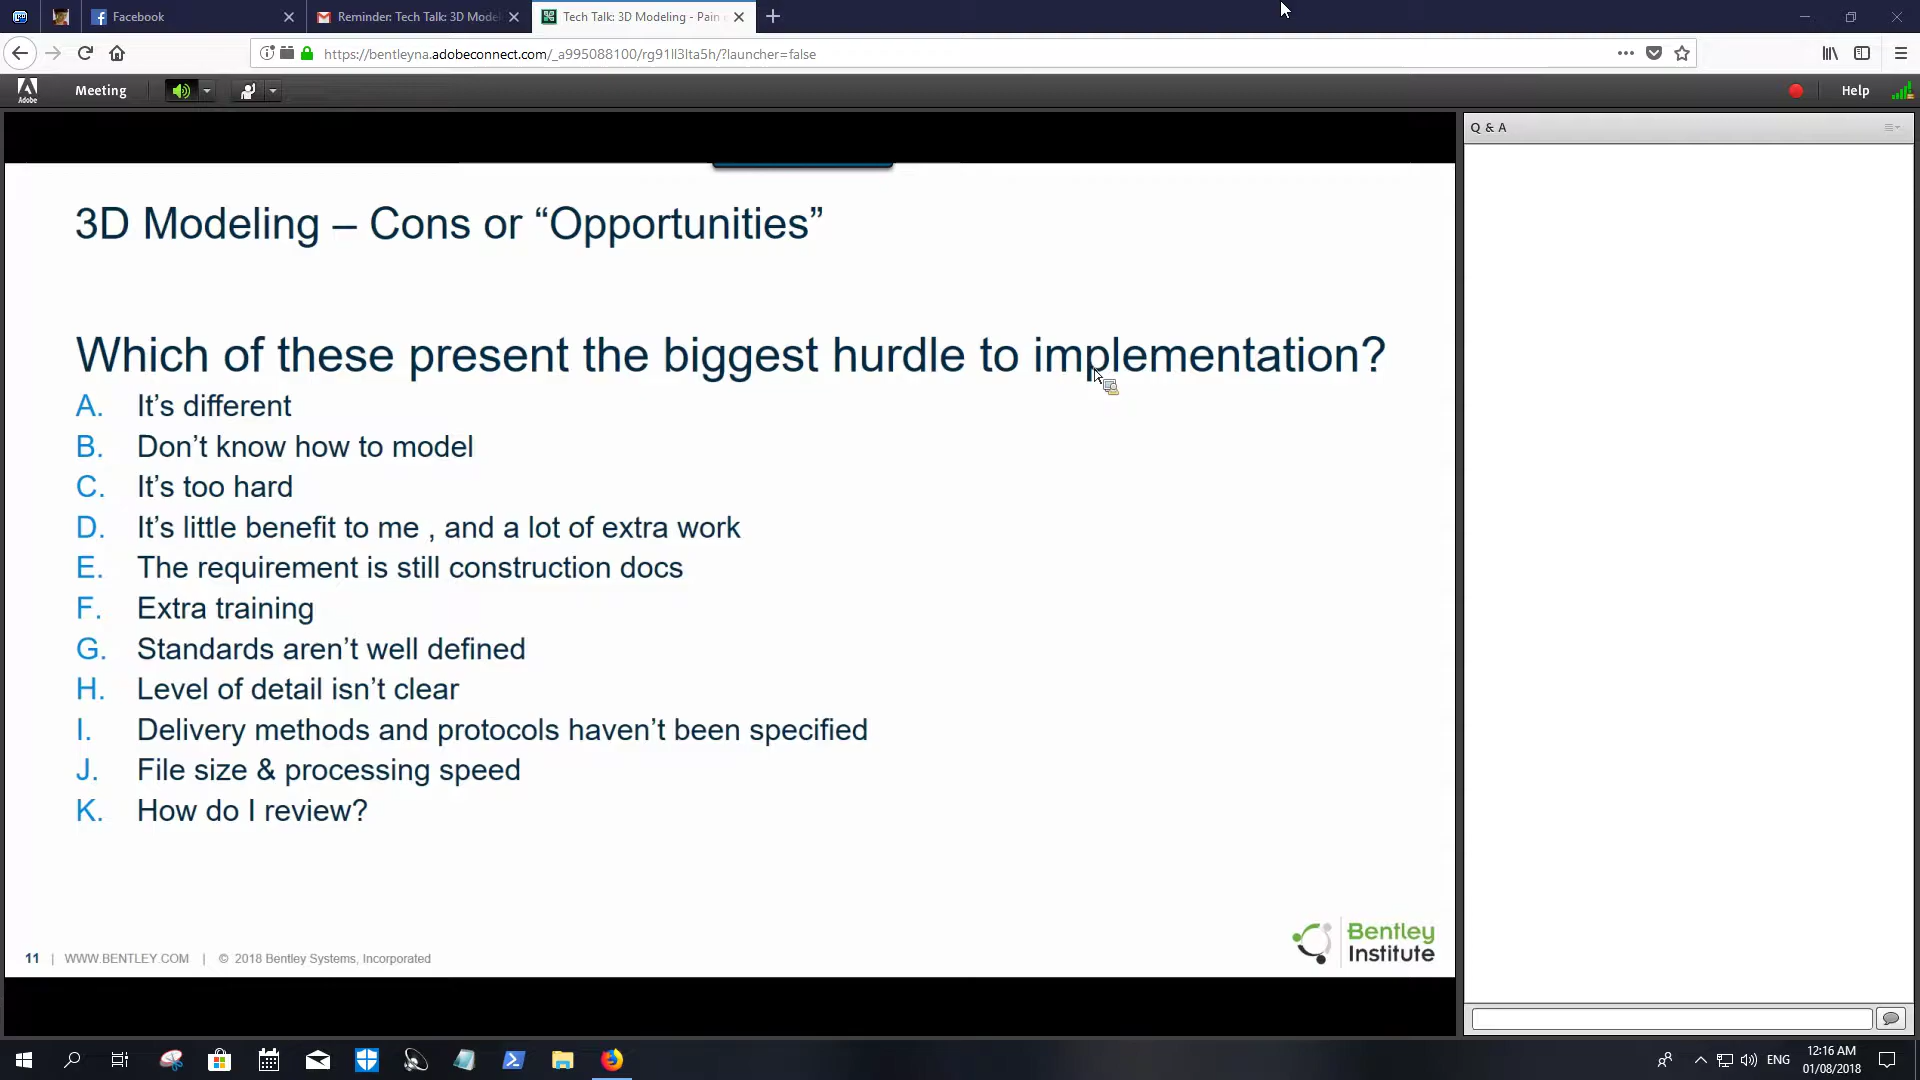 Facebook
Reminder: Tech Talk: 3D Mode
Tech Talk: 3D Modeling - Pain
https://bentleyna.adobeconnect.com/_a995088100/rg91ll3lta5h/?launcher=false
Adobe
Meeting
Help
Q & A
3D Modeling – Cons or “Opportunities”
Which of these present the biggest hurdle to implementation?
A. It’s different
B. Don’t know how to model
C. It’s too hard
D. It’s little benefit to me , and a lot of extra work
E. The requirement is still construction docs
F. Extra training
G. Standards aren’t well defined
H. Level of detail isn’t clear
I. Delivery methods and protocols haven’t been specified
J. File size & processing speed
K. How do I review?
Bentley
Institute
11 | WWW.BENTLEY.COM | © 2018 Bentley Systems, Incorporated
ENG
12:16 AM
01/08/2018